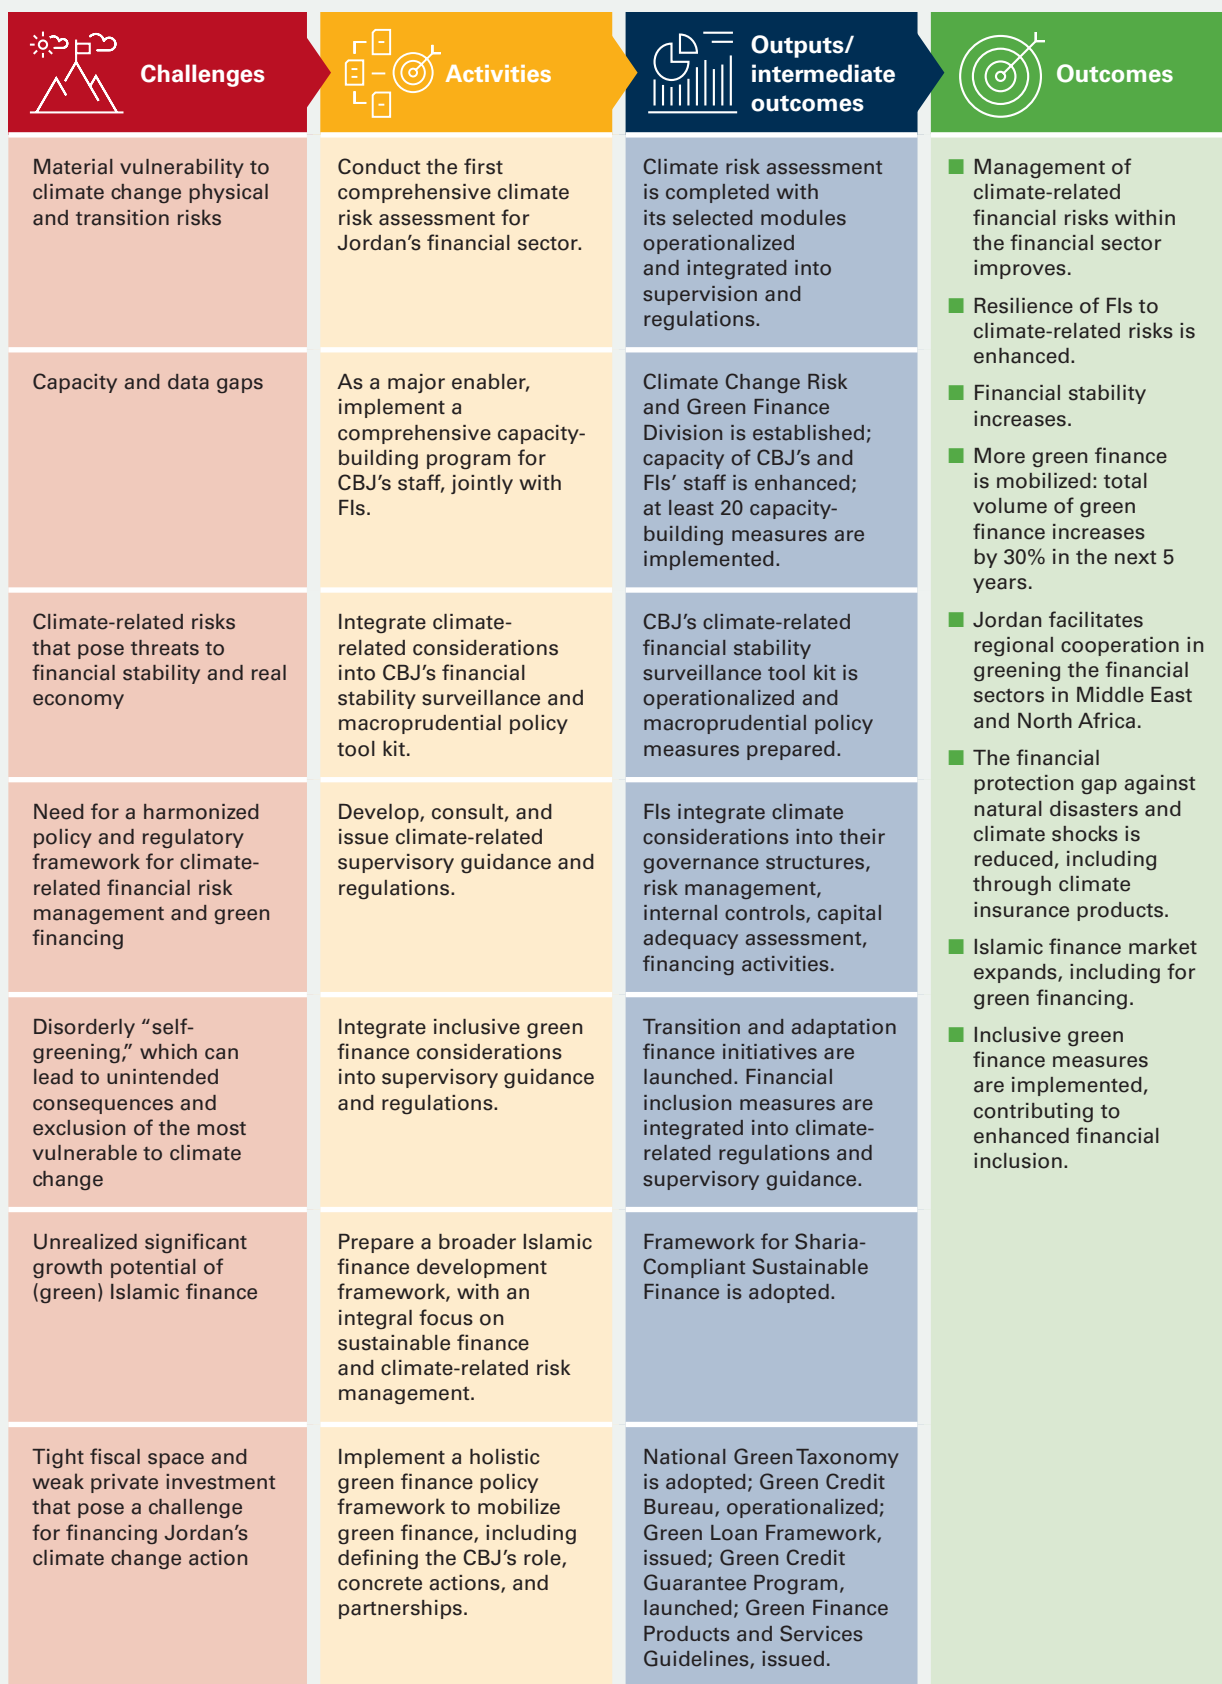 Challenges
Activities
Outputs/
intermediate
outcomes
Outcomes
Material vulnerability to
climate change physical
and transition risks
Conduct the first
comprehensive climate
risk assessment for
Jordan’s financial sector.
Climate risk assessment
is completed with
its selected modules
operationalized
and integrated into
supervision and
regulations.
Capacity and data gaps
As a major enabler,
implement a
comprehensive capacity-
building program for
CBJ’s staff, jointly with
FIs.
Climate Change Risk
and Green Finance
Division is established;
capacity of CBJ’s and
FIs’ staff is enhanced;
at least 20 capacity-
building measures are
implemented.
Climate-related risks
that pose threats to
financial stability and real
economy
Integrate climate-
related considerations
into CBJ’s financial
stability surveillance and
macroprudential policy
tool kit.
CBJ’s climate-related
financial stability
surveillance tool kit is
operationalized and
macroprudential policy
measures prepared.
Need for a harmonized
policy and regulatory
framework for climate-
related financial risk
management and green
financing
Develop, consult, and
issue climate-related
supervisory guidance and
regulations.
FIs integrate climate
considerations into their
governance structures,
risk management,
internal controls, capital
adequacy assessment,
financing activities.
Disorderly “self-
greening,” which can
lead to unintended
consequences and
exclusion of the most
vulnerable to climate
change
Integrate inclusive green
finance considerations
into supervisory guidance
and regulations.
Transition and adaptation
finance initiatives are
launched. Financial
inclusion measures are
integrated into climate-
related regulations and
supervisory guidance.
Unrealized significant
growth potential of
(green) Islamic finance
Prepare a broader Islamic
finance development
framework, with an
integral focus on
sustainable finance
and climate-related risk
management.
Framework for Sharia-
Compliant Sustainable
Finance is adopted.
Tight fiscal space and
weak private investment
that pose a challenge
for financing Jordan’s
climate change action
Implement a holistic
green finance policy
framework to mobilize
green finance, including
defining the CBJ’s role,
concrete actions, and
partnerships.
National Green Taxonomy
is adopted; Green Credit
Bureau, operationalized;
Green Loan Framework,
issued; Green Credit
Guarantee Program,
launched; Green Finance
Products and Services
Guidelines, issued.
Management of
climate-related
financial risks within
the financial sector
improves.
Resilience of FIs to
climate-related risks is
enhanced.
Financial stability
increases.
More green finance
is mobilized: total
volume of green
finance increases
by 30% in the next 5
years.
Jordan facilitates
regional cooperation in
greening the financial
sectors in Middle East
and North Africa.
The financial
protection gap against
natural disasters and
climate shocks is
reduced, including
through climate
insurance products.
Islamic finance market
expands, including for
green financing.
Inclusive green
finance measures
are implemented,
contributing to
enhanced financial
inclusion.